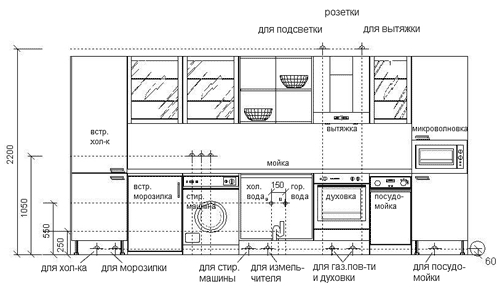 розетки
для подсветки
для вытяжки
встр.
хол-к
вытяжка
микроволновка
мойка
2200
1050
550
250
встр.
морозилка
стир.
машина
хол.
вода
150
гор.
вода
духовка
посудо-
мойка
60
для хол-ка
для морозилки
для стир.
машины
для измель-
чителя
для газ.пов-ти
и духовки
для посудо-
мойки